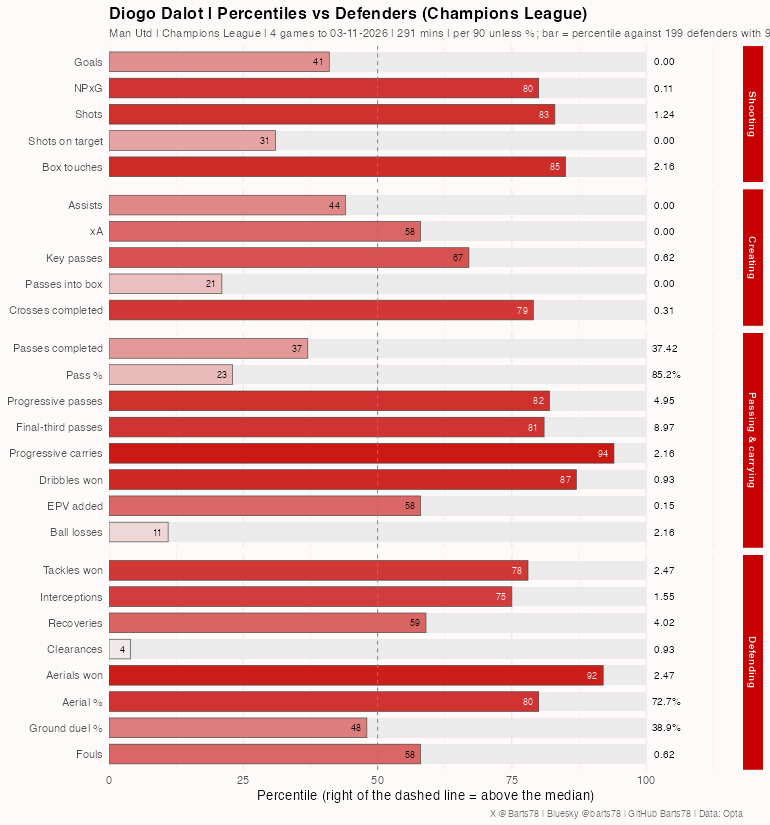 Diogo Dalot | Percentiles vs Defenders (Champions League)
Man Utd | Champions League | 4 games to 03-11-2026 | 291 mins | per 90 unless %; bar = percentile against 199 defenders with 9
Goals 41 0.00
NPxG 80 0.11
Shots 83 1.24
Shots on target 31 0.00
Box touches 85 2.16
Shooting
Assists 44 0.00
xA 58 0.00
Key passes 67 0.62
Passes into box 21 0.00
Crosses completed 79 0.31
Creating
Passes completed 37 37.42
Pass % 23 85.2%
Progressive passes 82 4.95
Final-third passes 81 8.97
Progressive carries 94 2.16
Dribbles won 87 0.93
EPV added 58 0.15
Ball losses 11 2.16
Passing & carrying
Tackles won 78 2.47
Interceptions 75 1.55
Recoveries 59 4.02
Clearances 4 0.93
Aerials won 92 2.47
Aerial % 80 72.7%
Ground duel % 48 38.9%
Fouls 58 0.62
Defending
0 25 50 75 100
Percentile (right of the dashed line = above the median)
X @Barts78 | Bluesky @barts78 | GitHub Barts78 | Data: Opta